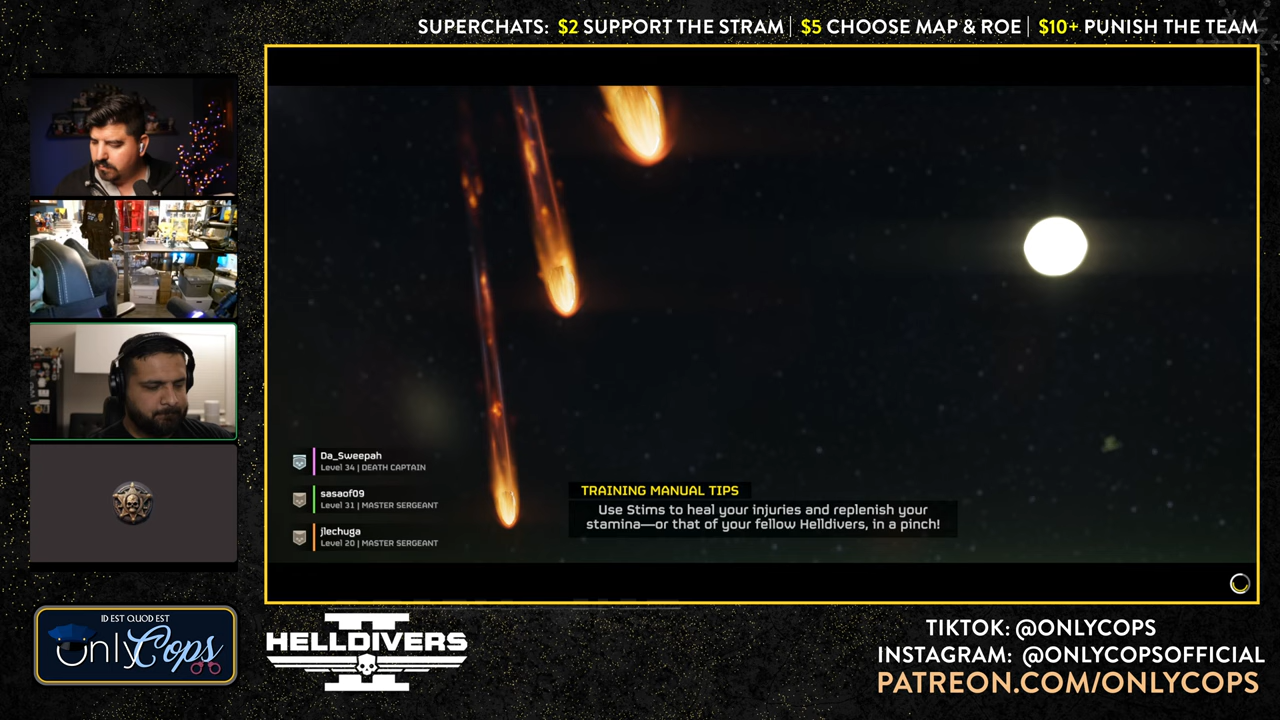 SUPERCHATS: $2 SUPPORT THE STRAM | $5 CHOOSE MAP & ROE | $10+ PUNISH THE TEAM
Da_Sweepah
Level 34 | DEATH CAPTAIN
sasaof09
Level 31 | MASTER SERGEANT
jlechuga
Level 20 | MASTER SERGEANT
TRAINING MANUAL TIPS
Use Stims to heal your injuries and replenish your
stamina—or that of your fellow Helldivers, in a pinch!
ID EST QUOD EST
OnlyCops
HELLDIVERS
II
TIKTOK: @ONLYCOPS
INSTAGRAM: @ONLYCOPSOFFICIAL
PATREON.COM/ONLYCOPS